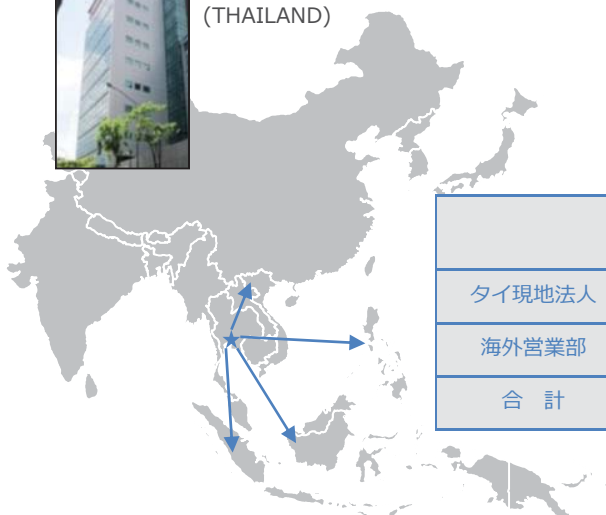 (THAILAND)
タイ現地法人
海外営業部
合　計